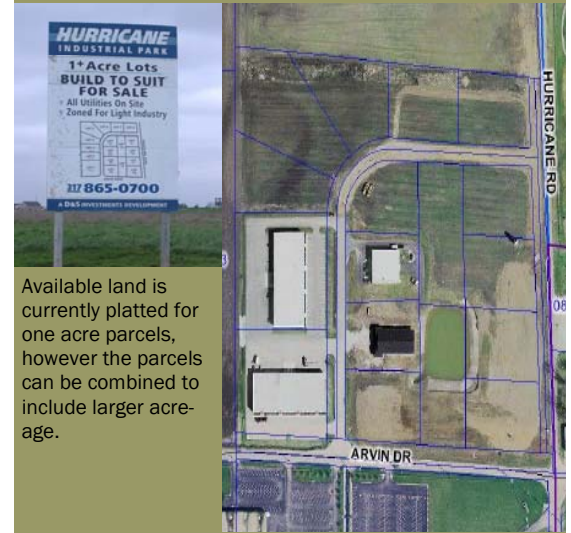 HURRICANE
INDUSTRIAL PARK
1+ Acre Lots
BUILD TO SUIT
FOR SALE
All Utilities On Site
Zoned For Light Industry
317 865-0700
A D&S INVESTMENTS DEVELOPMENT
Available land is
currently platted for
one acre parcels,
however the parcels
can be combined to
include larger acre-
age.
HURRICANE RD
08
ARVIN DR